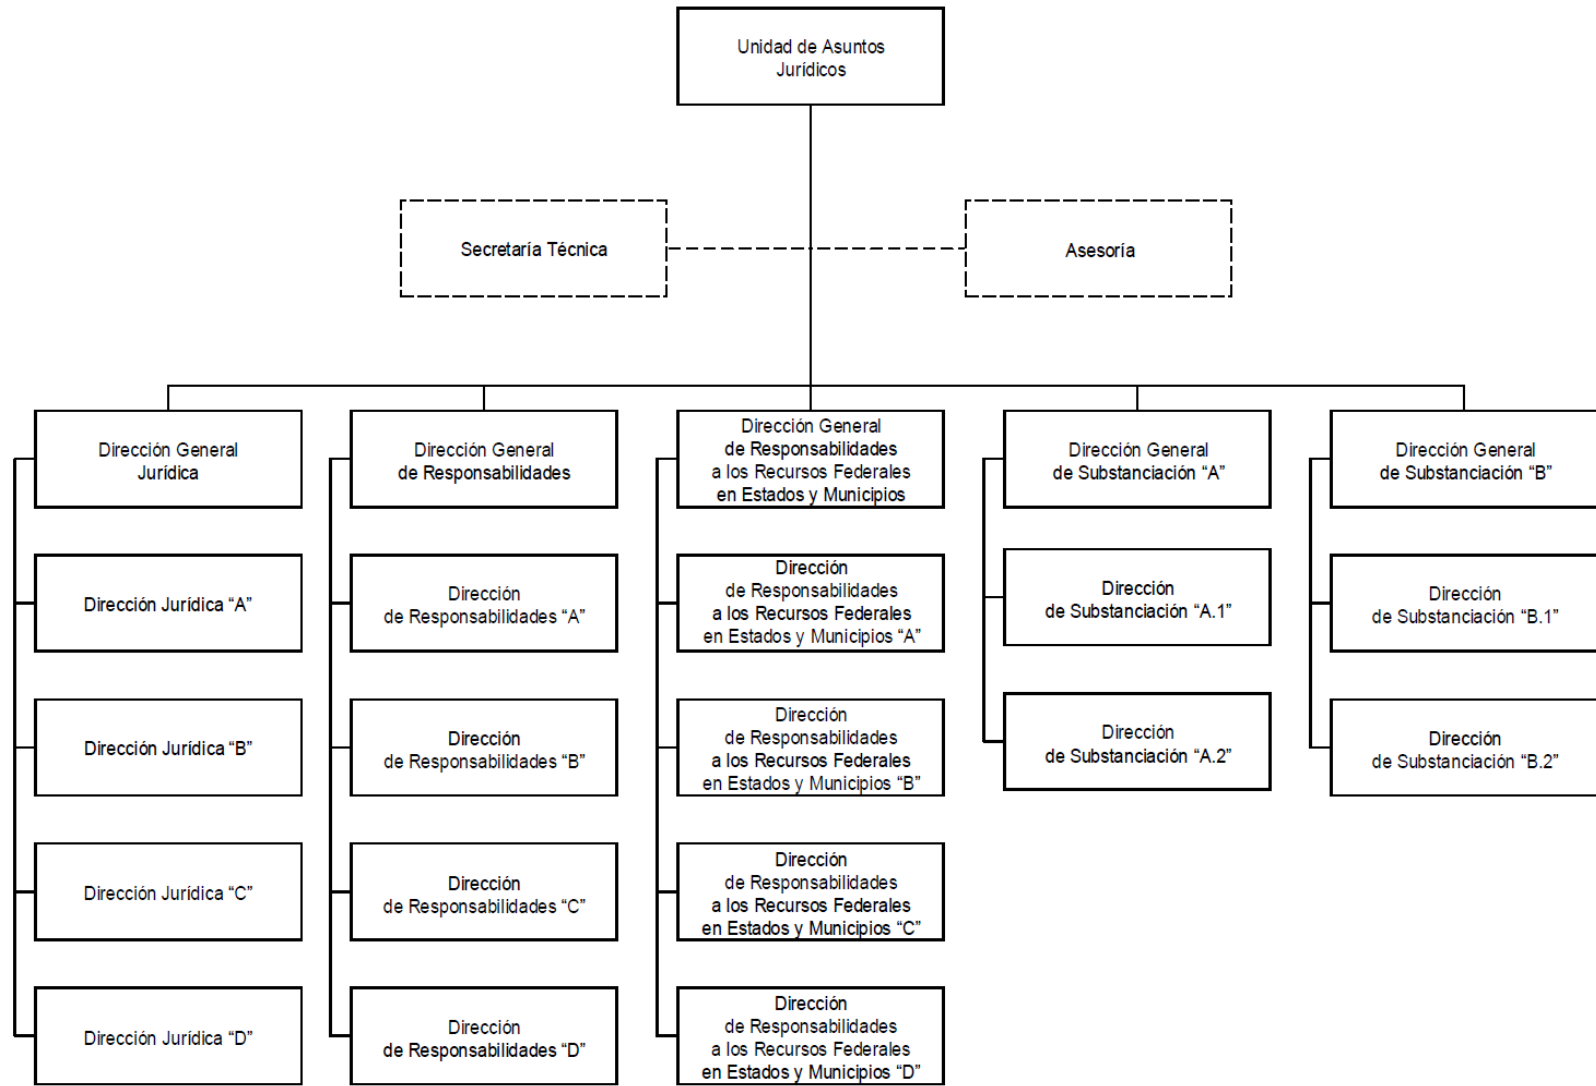 Unidad de Asuntos
Jurídicos
Secretaría Técnica
Asesoría
Dirección General
Jurídica
Dirección General
de Responsabilidades
Dirección General
de Responsabilidades
a los Recursos Federales
en Estados y Municipios
Dirección General
de Substanciación “A”
Dirección General
de Substanciación “B”
Dirección Jurídica “A”
Dirección
de Responsabilidades “A”
Dirección
de Responsabilidades
a los Recursos Federales
en Estados y Municipios “A”
Dirección
de Substanciación “A.1”
Dirección
de Substanciación “B.1”
Dirección Jurídica “B”
Dirección
de Responsabilidades “B”
Dirección
de Responsabilidades
a los Recursos Federales
en Estados y Municipios “B”
Dirección
de Substanciación “A.2”
Dirección
de Substanciación “B.2”
Dirección Jurídica “C”
Dirección
de Responsabilidades “C”
Dirección
de Responsabilidades
a los Recursos Federales
en Estados y Municipios “C”
Dirección Jurídica “D”
Dirección
de Responsabilidades “D”
Dirección
de Responsabilidades
a los Recursos Federales
en Estados y Municipios “D”